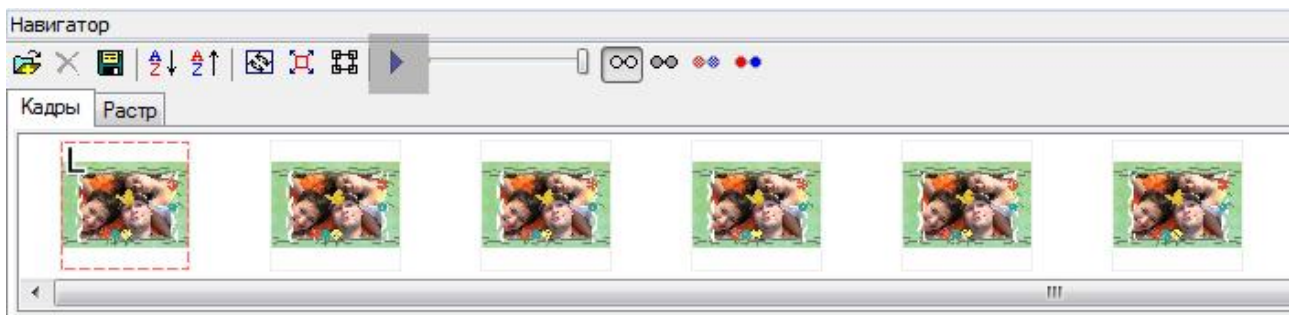 Навигатор
Кадры Растр
L